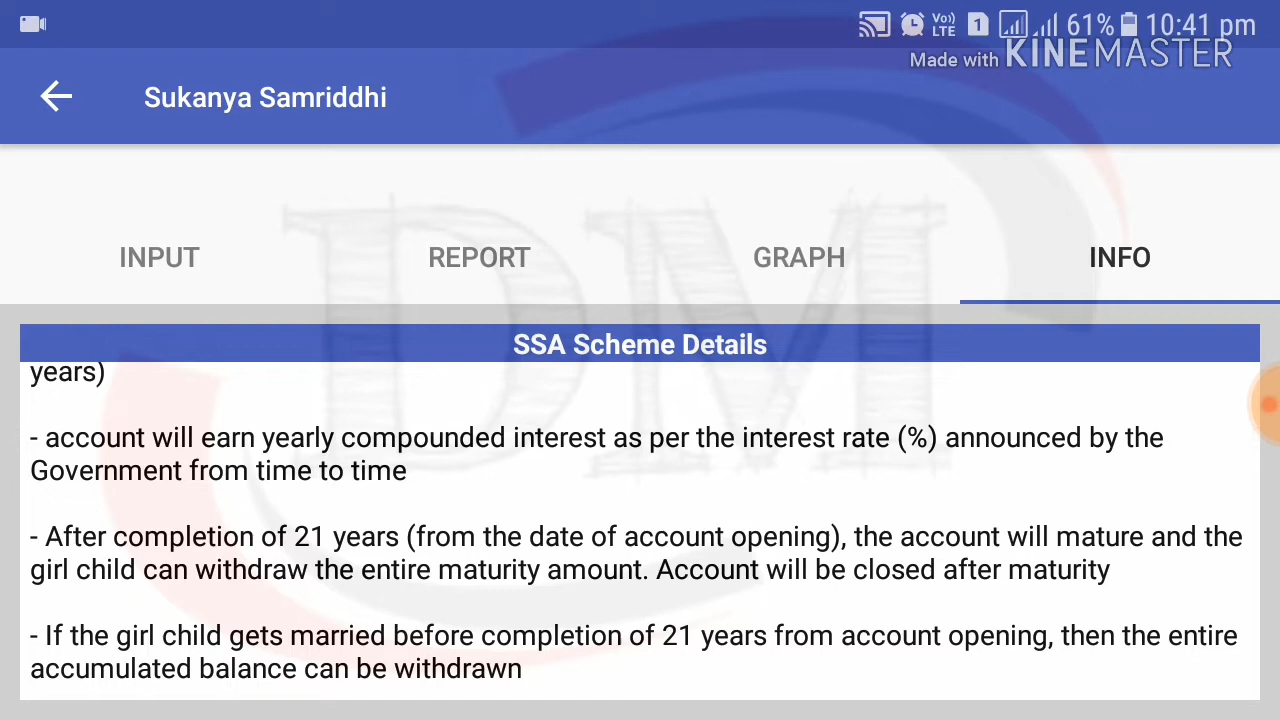 Vo))
LTE 1 61% 10:41 pm
Made with KINEMASTER
Sukanya Samriddhi
DM
INPUT REPORT GRAPH INFO
SSA Scheme Details
years)
- account will earn yearly compounded interest as per the interest rate (%) announced by the
Government from time to time
- After completion of 21 years (from the date of account opening), the account will mature and the
girl child can withdraw the entire maturity amount. Account will be closed after maturity
- If the girl child gets married before completion of 21 years from account opening, then the entire
accumulated balance can be withdrawn